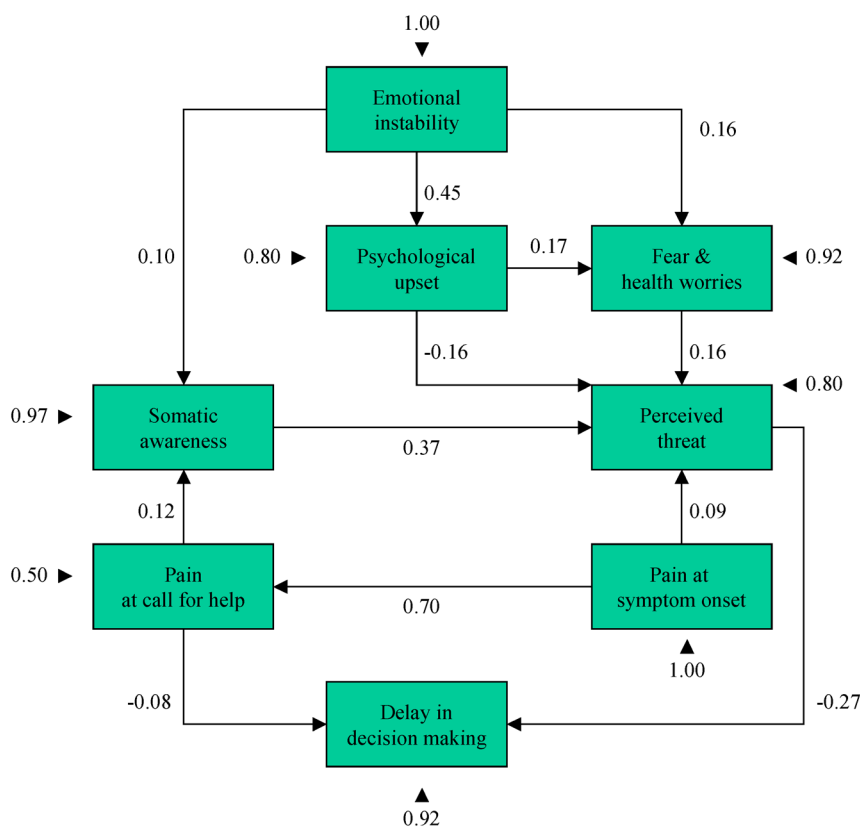 1.00
Emotional
instability
0.16
0.45
0.10
0.80
Psychological
upset
0.17
Fear &
health worries
0.92
-0.16
0.16
0.97
Somatic
awareness
0.37
Perceived
threat
0.80
0.12
0.09
0.50
Pain
at call for help
0.70
Pain at
symptom onset
1.00
-0.08
Delay in
decision making
-0.27
0.92